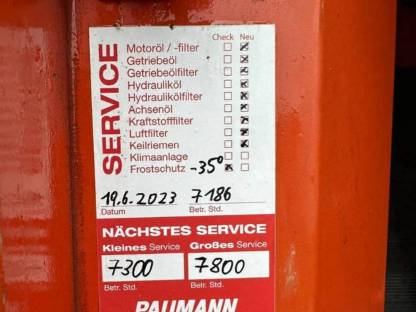 SERVICE
Check Neu
Motoröl / -filter
Getriebeöl
Getriebeölfilter
Hydrauliköl
Hydraulikölfilter
Achsenöl
Kraftstofffilter
Luftfilter
Keilriemen
Klimaanlage
Frostschutz -35°
19.6.2023 7186
Datum Betr. Std.
NÄCHSTES SERVICE
Kleines Service Großes Service
7300 7800
Betr. Std. Betr. Std.
PAUMANN